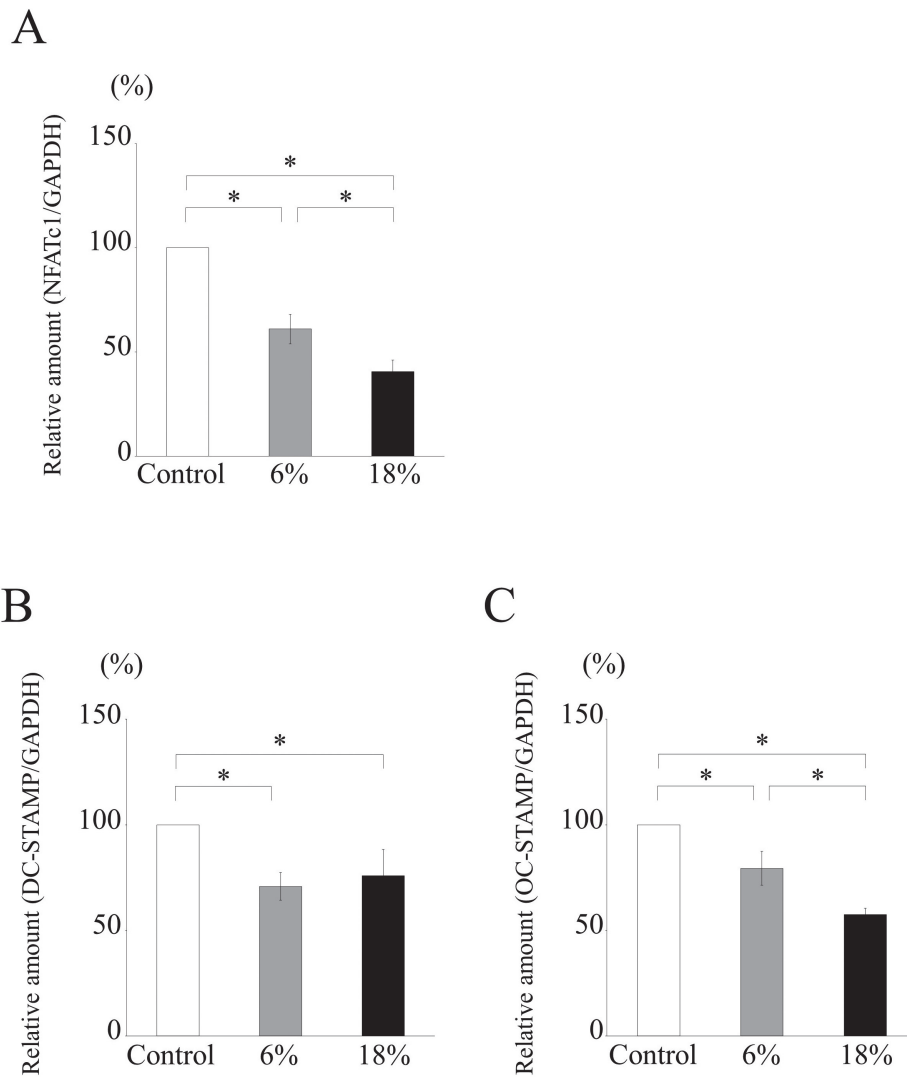 A
(%)
Relative amount (NFATc1/GAPDH)
150
100
50
0
*
*
*
Control 6% 18%
B
(%)
Relative amount (DC-STAMP/GAPDH)
150
100
50
0
*
*
Control 6% 18%
C
(%)
Relative amount (OC-STAMP/GAPDH)
150
100
50
0
*
*
*
Control 6% 18%